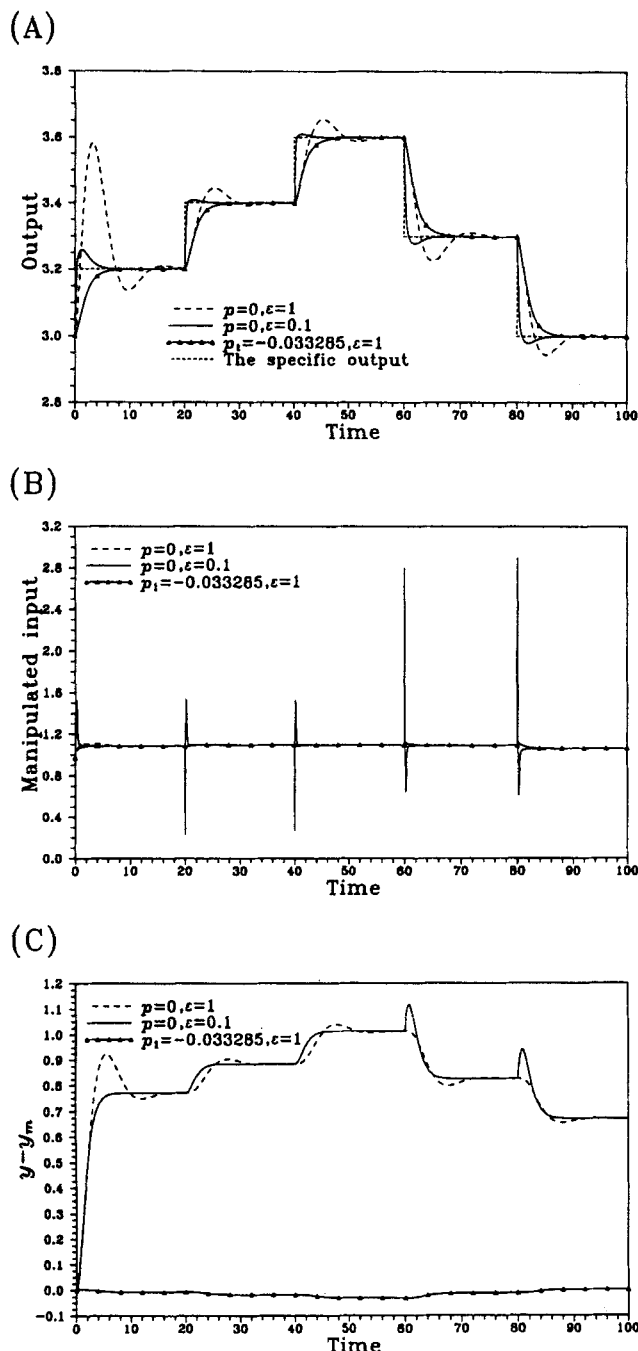 (A)
3.8
3.6
3.4
3.2
3.0
2.8
Output
p=0,ε=1
p=0,ε=0.1
p₁=-0.033285,ε=1
The specific output
0 10 20 30 40 50 60 70 80 90 100
Time
(B)
3.2
2.8
2.4
2.0
1.6
1.2
0.8
0.4
0.0
Manipulated input
p=0,ε=1
p=0,ε=0.1
p₁=-0.033285,ε=1
0 10 20 30 40 50 60 70 80 90 100
Time
(C)
1.2
1.1
1.0
0.9
0.8
0.7
0.6
0.5
0.4
0.3
0.2
0.1
0.0
-0.1
y-yₘ
p=0,ε=1
p=0,ε=0.1
p₁=-0.033285,ε=1
0 10 20 30 40 50 60 70 80 90 100
Time